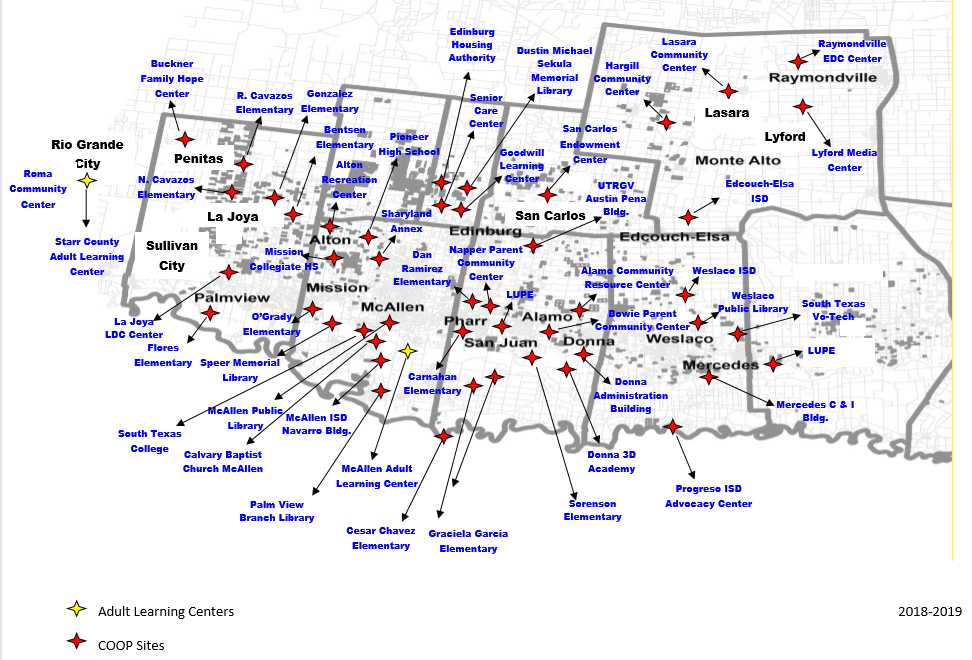 Edinburg
Housing
Authority
Dustin Michael
Sekula
Memorial
Library
Lasara
Community
Center
Raymondville
EDC Center
Raymondville
Buckner
Family Hope
Center
R. Cavazos
Elementary
Gonzalez
Elementary
Hargill
Community
Center
Lasara
Senior
Care
Center
Bentsen
Elementary
Pioneer
High School
San Carlos
Endowment
Center
Lyford
Lyford Media
Center
Rio Grande
City
Penitas
Alton
Recreation
Center
Goodwill
Learning
Center
Monte Alto
Roma
Community
Center
N. Cavazos
Elementary
UTRGV
Austin Pena
Bldg.
Edcouch-Elsa
ISD
La Joya
Sharyland
Annex
San Carlos
Edinburg
Edcouch-Elsa
Starr County
Adult Learning
Center
Sullivan
City
Alton
Mission
Collegiate HS
Dan
Ramirez
Elementary
Napper Parent
Community
Center
Alamo Community
Resource Center
Weslaco ISD
Mission
Palmview
McAllen
LUPE
Weslaco
Public Library
South Texas
Vo-Tech
La Joya
LDC Center
O'Grady
Elementary
Pharr
Alamo
Bowie Parent
Community Center
Flores
Elementary
San Juan
Donna
Weslaco
LUPE
Speer Memorial
Library
Carnahan
Elementary
Mercedes
Donna
Administration
Building
Mercedes C & I
Bldg.
McAllen Public
Library
McAllen ISD
Navarro Bldg.
South Texas
College
Calvary Baptist
Church McAllen
McAllen Adult
Learning Center
Donna 3D
Academy
Progreso ISD
Advocacy Center
Palm View
Branch Library
Sorenson
Elementary
Cesar Chavez
Elementary
Graciela Garcia
Elementary
Adult Learning Centers
2018-2019
COOP Sites